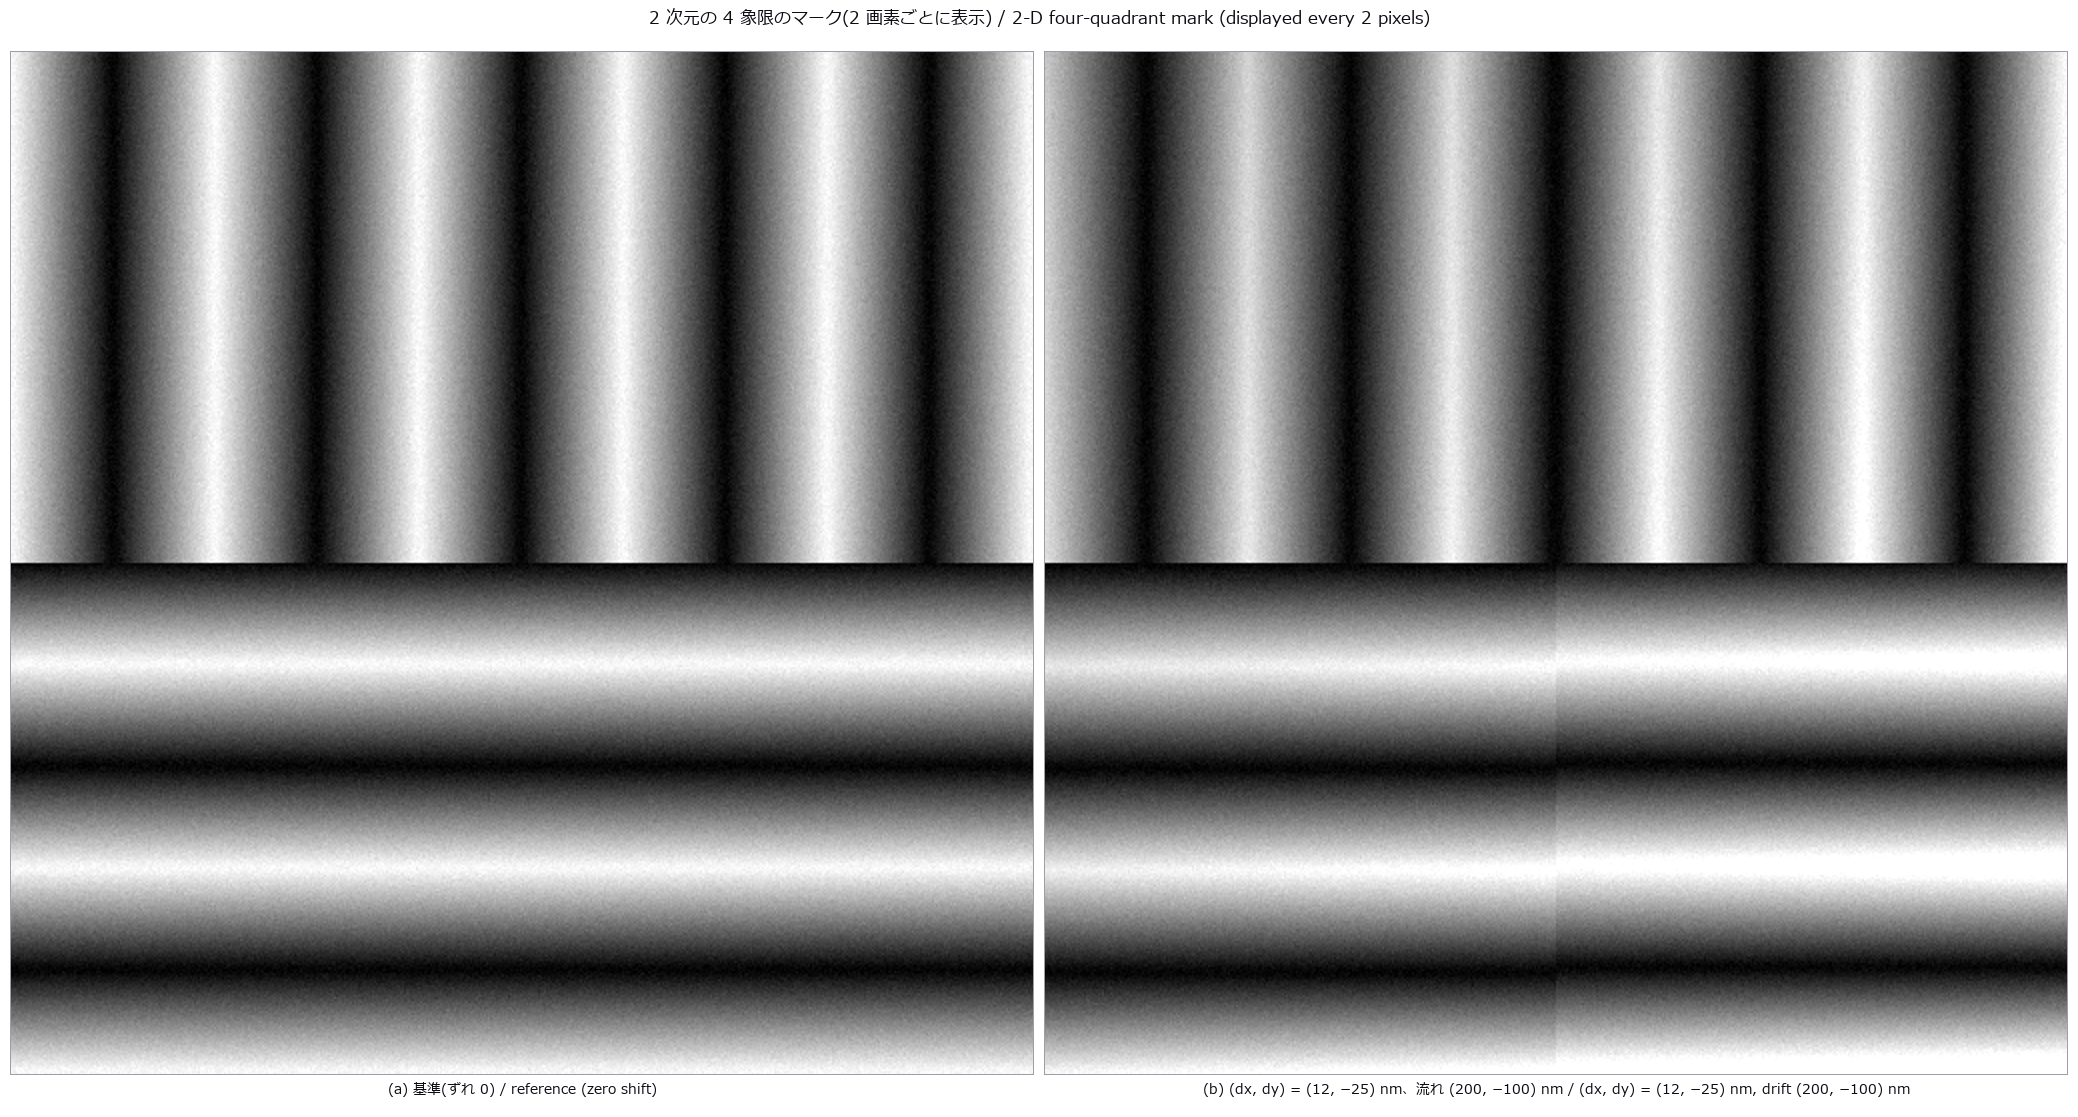 2 次元の 4 象限のマーク(2 画素ごとに表示) / 2-D four-quadrant mark (displayed every 2 pixels)
(a) 基準(ずれ 0) / reference (zero shift)
(b) (dx, dy) = (12, −25) nm、流れ (200, −100) nm / (dx, dy) = (12, −25) nm, drift (200, −100) nm